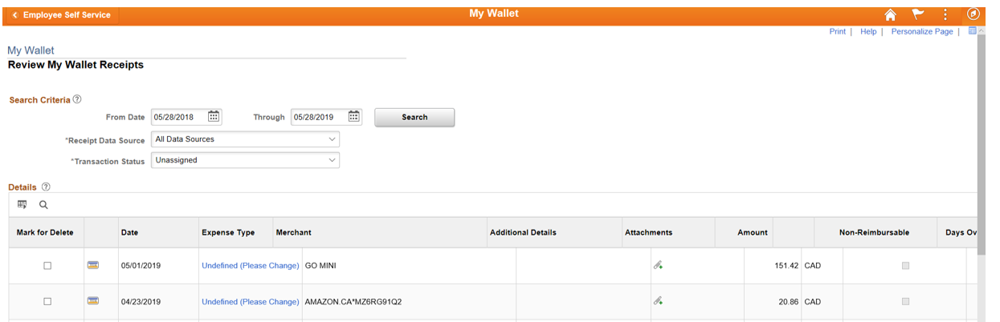 Employee Self Service
My Wallet
Print | Help | Personalize Page |
My Wallet
Review My Wallet Receipts
Search Criteria
From Date 05/28/2018 Through 05/28/2019 Search
*Receipt Data Source All Data Sources
*Transaction Status Unassigned
Details
Mark for Delete Date Expense Type Merchant Additional Details Attachments Amount Non-Reimbursable Days Ov
05/01/2019 Undefined (Please Change) GO MINI 151.42 CAD
04/23/2019 Undefined (Please Change) AMAZON.CA*MZ6RG91Q2 20.86 CAD